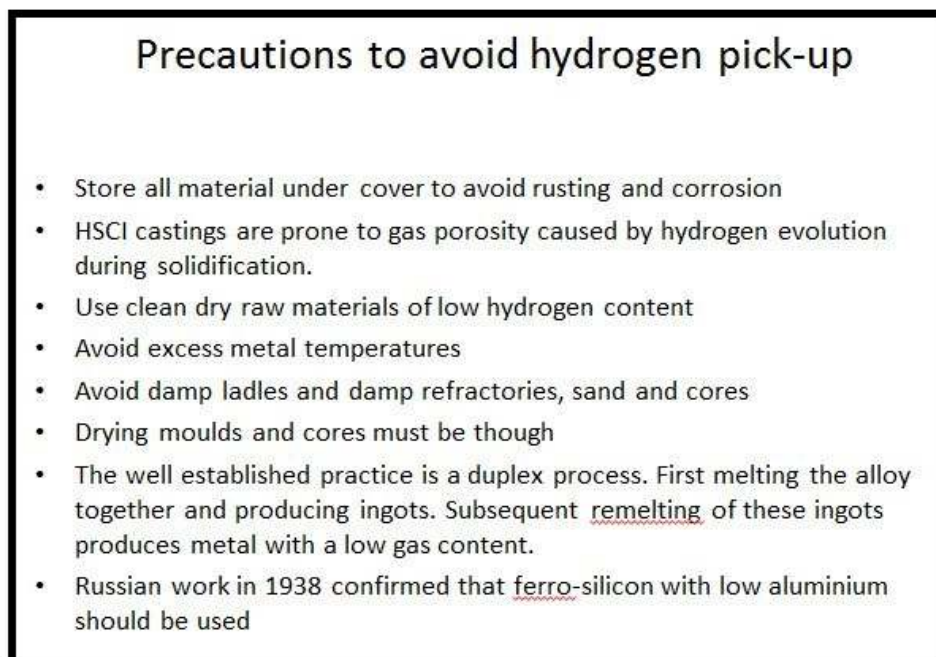 Precautions to avoid hydrogen pick-up
• Store all material under cover to avoid rusting and corrosion
• HSCI castings are prone to gas porosity caused by hydrogen evolution
during solidification.
• Use clean dry raw materials of low hydrogen content
• Avoid excess metal temperatures
• Avoid damp ladles and damp refractories, sand and cores
• Drying moulds and cores must be though
• The well established practice is a duplex process. First melting the alloy
together and producing ingots. Subsequent remelting of these ingots
produces metal with a low gas content.
• Russian work in 1938 confirmed that ferro-silicon with low aluminium
should be used